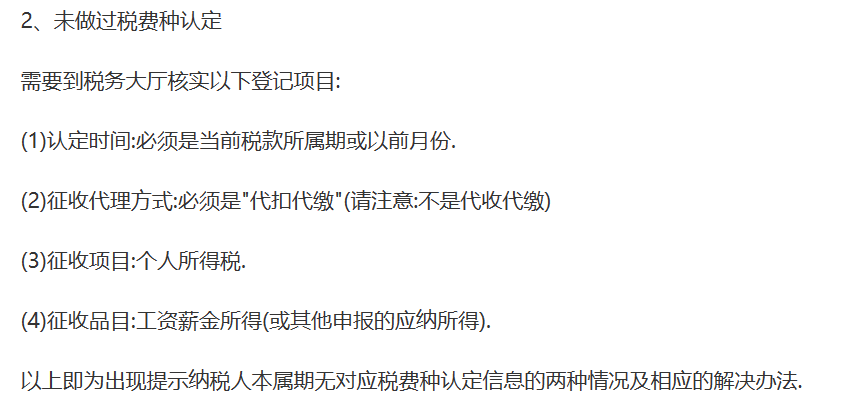 2、未做过税费种认定
需要到税务大厅核实以下登记项目:
(1)认定时间:必须是当前税款所属期或以前月份.
(2)征收代理方式:必须是"代扣代缴"(请注意:不是代收代缴)
(3)征收项目:个人所得税.
(4)征收品目:工资薪金所得(或其他申报的应纳所得).
以上即为出现提示纳税人本属期无对应税费种认定信息的两种情况及相应的解决办法.